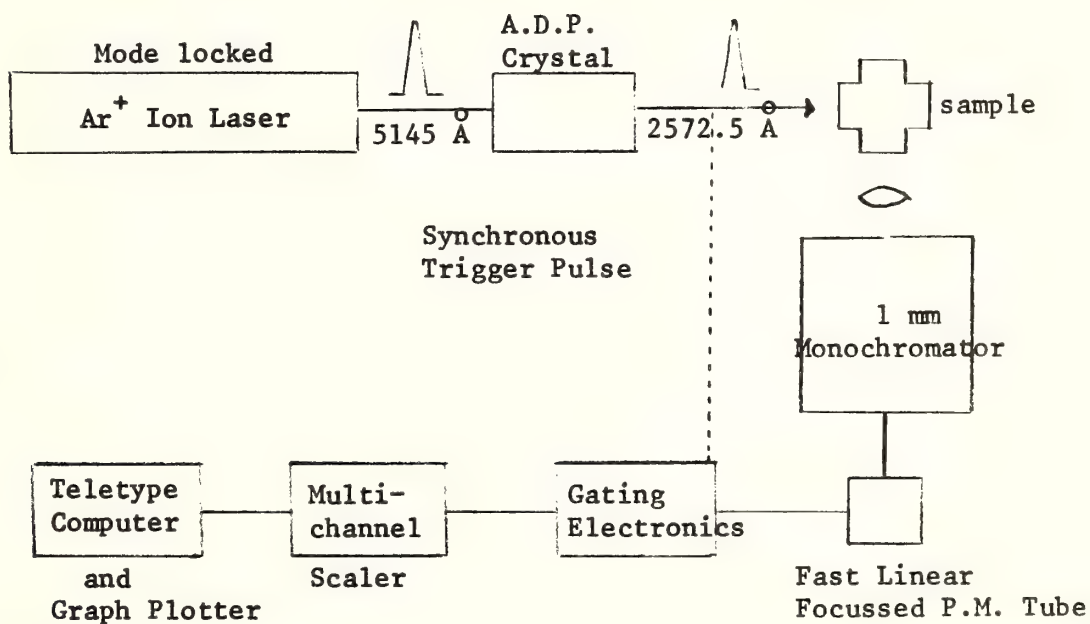 Mode locked
Ar+ Ion Laser
5145 Å
A.D.P.
Crystal
2572.5 Å
sample
Synchronous
Trigger Pulse
1 mm
Monochromator
Teletype
Computer
and
Graph Plotter
Multi-
channel
Scaler
Gating
Electronics
Fast Linear
Focussed P.M. Tube